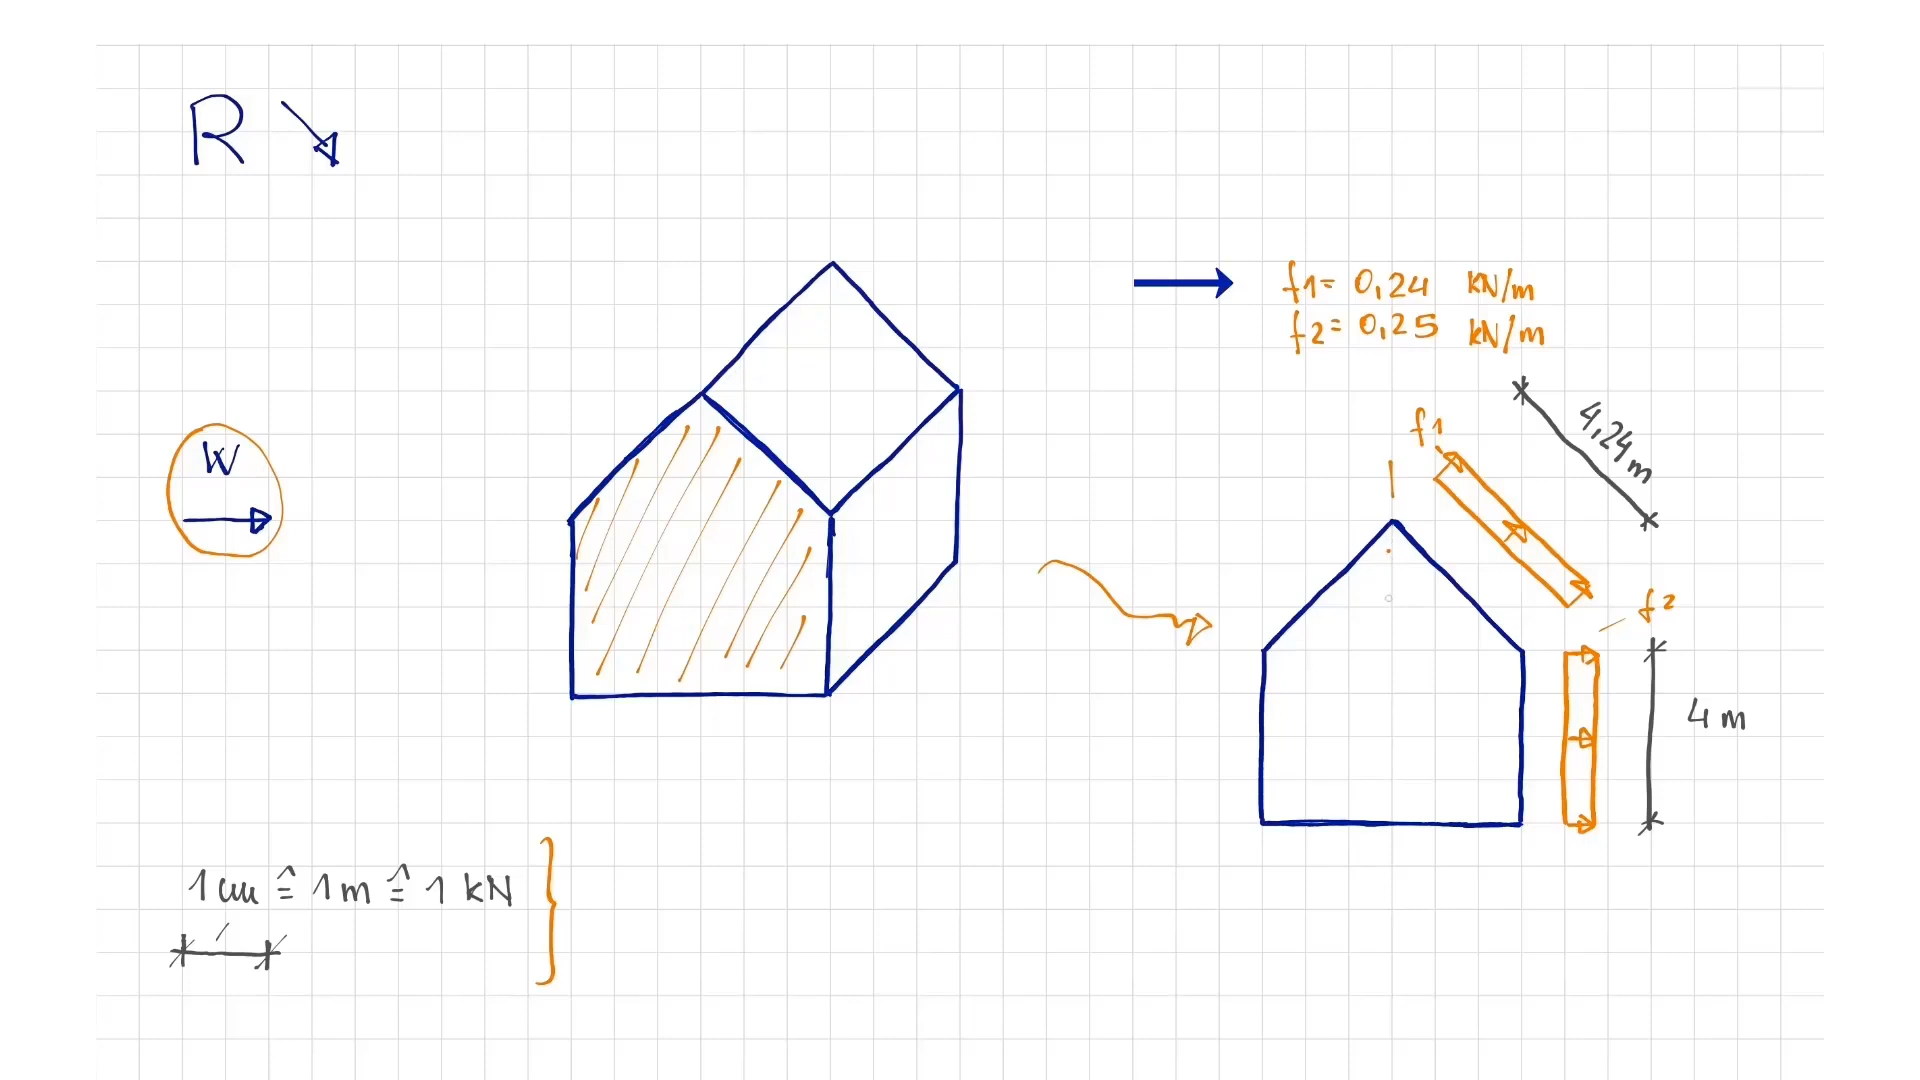 R
f1= 0,24 kN/m
f2= 0,25 kN/m
4,24 m
f1
W
f2
4 m
1 cm ≙ 1 m ≙ 1 kN